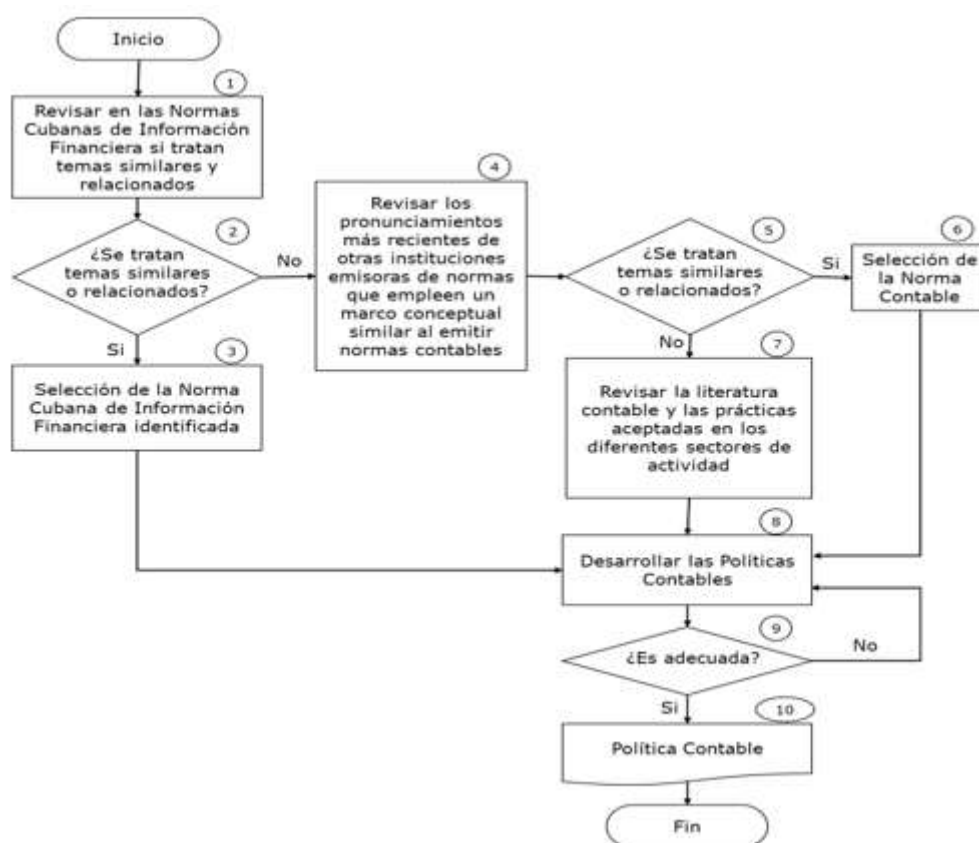 Inicio
1
Revisar en las Normas
Cubanas de Información
Financiera si tratan
temas similares y
relacionados
2
¿Se tratan
temas similares
o relacionados?
No
Si
3
Selección de la Norma
Cubana de Información
Financiera identificada
4
Revisar los
pronunciamientos
más recientes de
otras instituciones
emisoras de normas
que empleen un
marco conceptual
similar al emitir
normas contables
5
¿Se tratan
temas similares
o relacionados?
Si
No
6
Selección de
la Norma
Contable
7
Revisar la literatura
contable y las prácticas
aceptadas en los
diferentes sectores de
actividad
8
Desarrollar las Políticas
Contables
9
¿Es adecuada?
No
Si
10
Política Contable
Fin